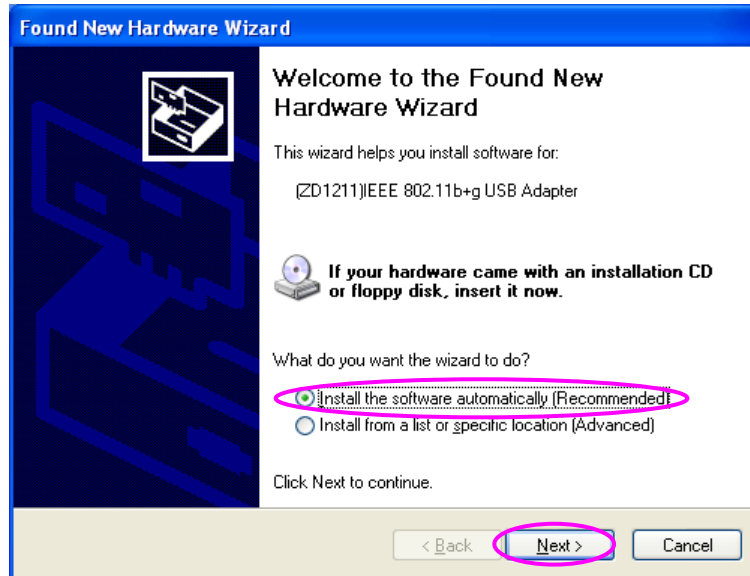 Found New Hardware Wizard
Welcome to the Found New
Hardware Wizard
This wizard helps you install software for:
(ZD1211)IEEE 802.11b+g USB Adapter
If your hardware came with an installation CD
or floppy disk, insert it now.
What do you want the wizard to do?
Install the software automatically (Recommended)
Install from a list or specific location (Advanced)
Click Next to continue.
< Back Next > Cancel